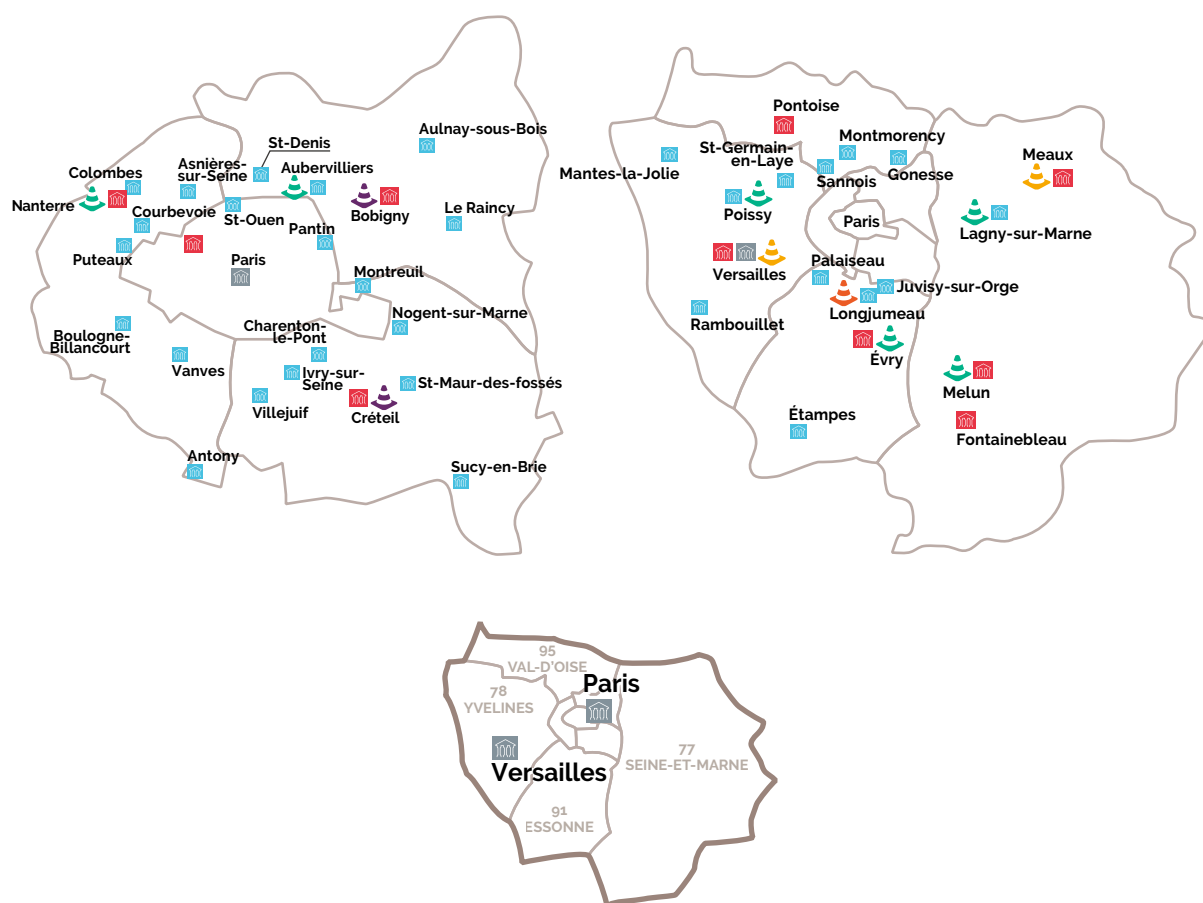 Aulnay-sous-Bois
St-Denis
Asnières-
sur-Seine
Aubervilliers
Colombes
Nanterre
Courbevoie
St-Ouen
Bobigny
Le Raincy
Pantin
Puteaux
Paris
Montreuil
Nogent-sur-Marne
Boulogne-
Billancourt
Charenton-
le-Pont
Vanves
Ivry-sur-
Seine
St-Maur-des-fossés
Villejuif
Créteil
Antony
Sucy-en-Brie
Pontoise
Montmorency
St-Germain-
en-Laye
Meaux
Mantes-la-Jolie
Sannois
Gonesse
Poissy
Paris
Lagny-sur-Marne
Versailles
Palaiseau
Juvisy-sur-Orge
Longjumeau
Rambouillet
Évry
Melun
Étampes
Fontainebleau
95
VAL-D'OISE
Paris
78
YVELINES
77
SEINE-ET-MARNE
Versailles
91
ESSONNE